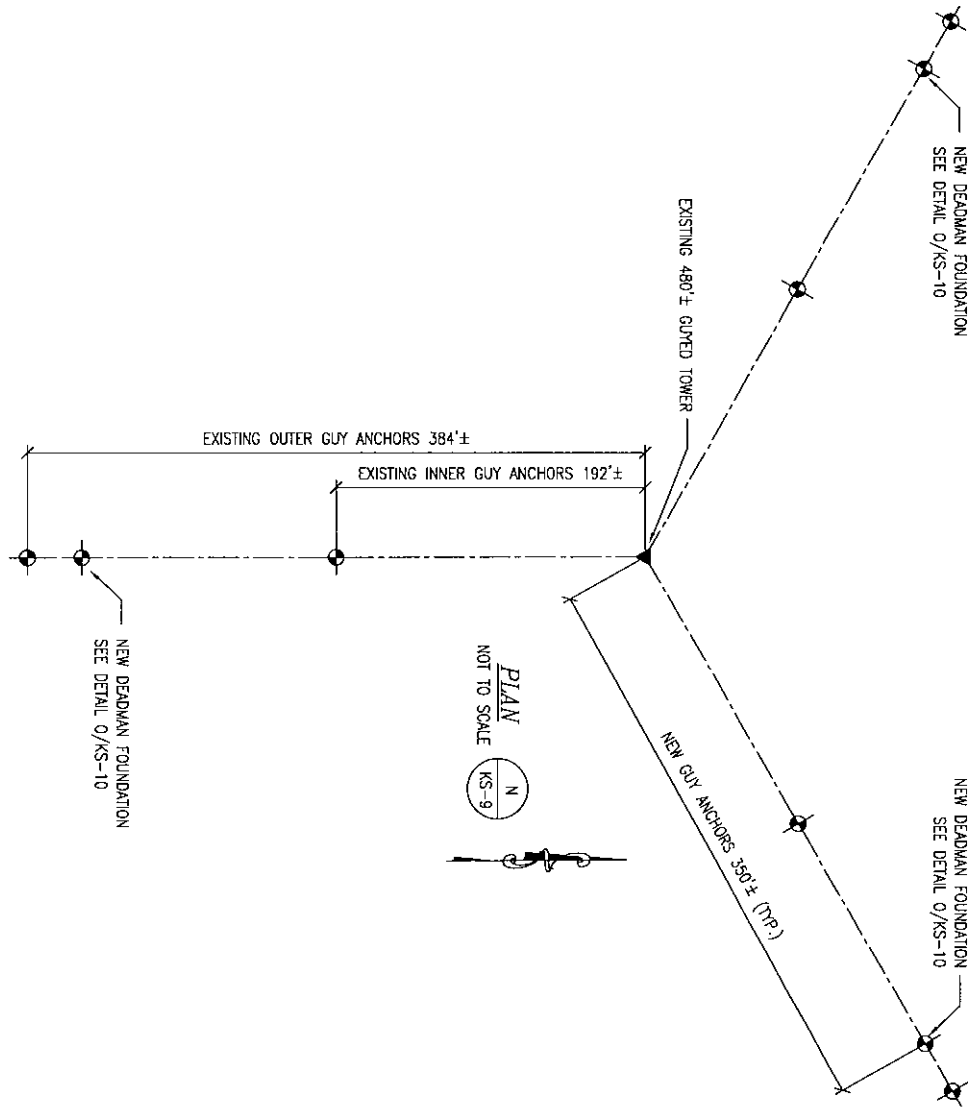 NEW DEADMAN FOUNDATION
SEE DETAIL O/KS-10
EXISTING 480'± GUYED TOWER
EXISTING OUTER GUY ANCHORS 384'±
EXISTING INNER GUY ANCHORS 192'±
NEW DEADMAN FOUNDATION
SEE DETAIL O/KS-10
PLAN
NOT TO SCALE
N
KS-9
NEW GUY ANCHORS 350'± (TYP.)
NEW DEADMAN FOUNDATION
SEE DETAIL O/KS-10